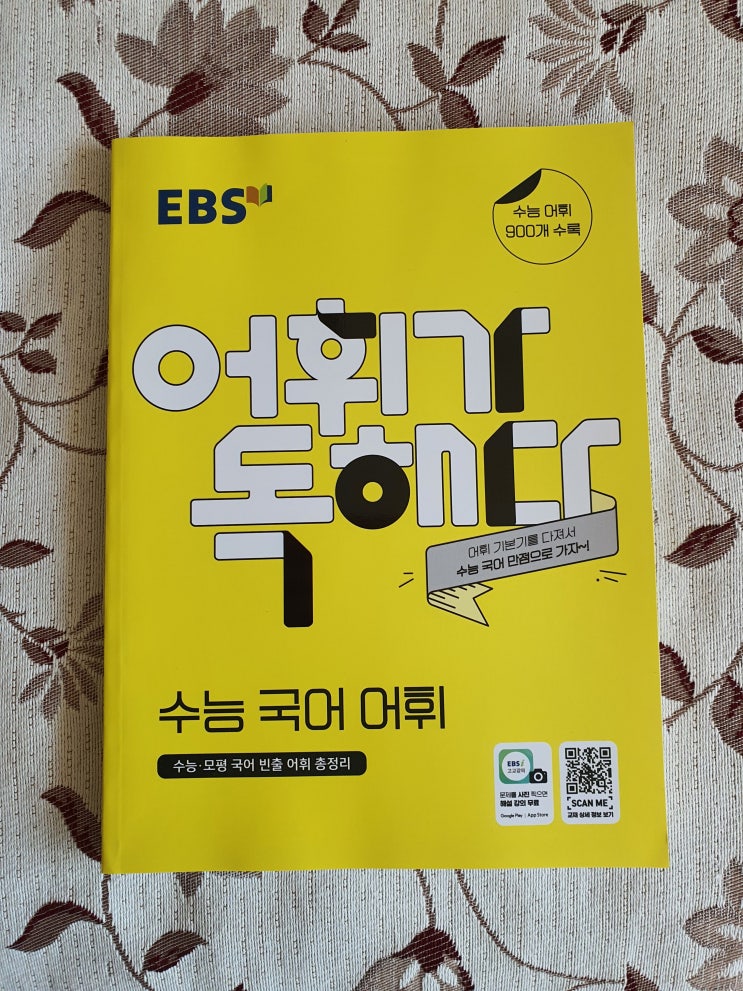 EBS
수능 어휘
900개 수록
어휘가
독해다
어휘 기본기를 다져서
수능 국어 만점으로 가자~!
수능 국어 어휘
수능·모평 국어 빈출 어휘 총정리
EBSi
고교강의
문제를 사진 찍으면
해설 강의 무료
Google Play | App Store
SCAN ME
교재 상세 정보 보기